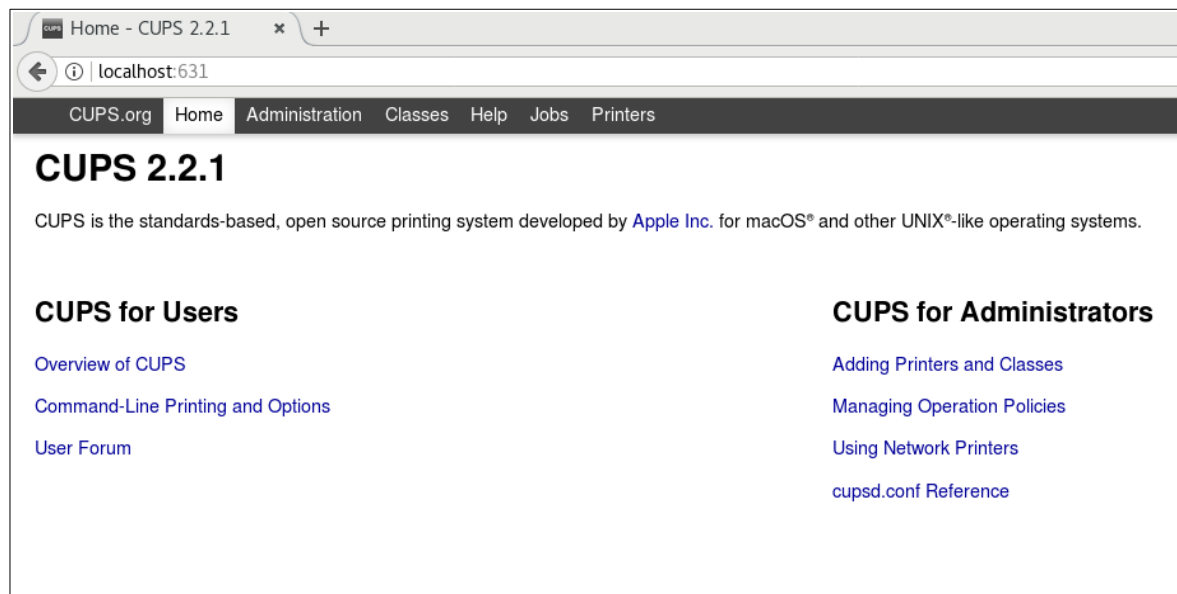 CUPS Home - CUPS 2.2.1 × +
localhost:631
CUPS.org Home Administration Classes Help Jobs Printers
CUPS 2.2.1
CUPS is the standards-based, open source printing system developed by Apple Inc. for macOS® and other UNIX®-like operating systems.
CUPS for Users
Overview of CUPS
Command-Line Printing and Options
User Forum
CUPS for Administrators
Adding Printers and Classes
Managing Operation Policies
Using Network Printers
cupsd.conf Reference